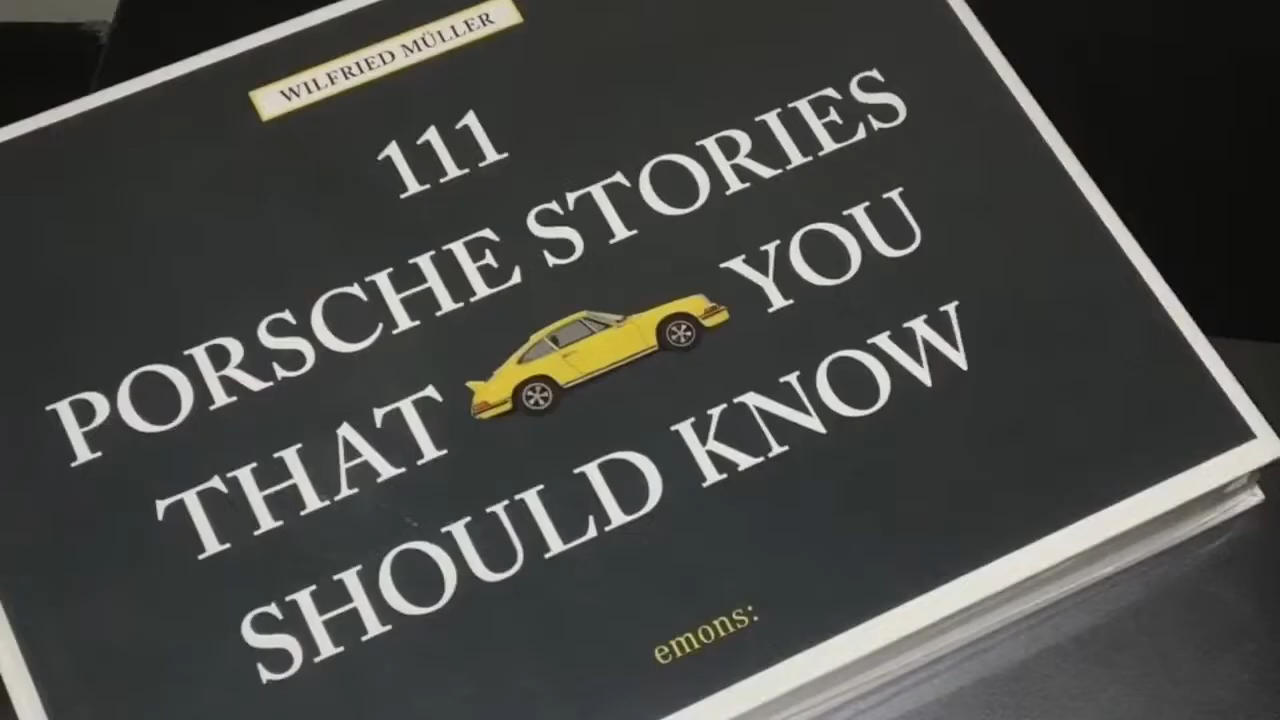 WILFRIED MÜLLER
111
PORSCHE STORIES
THAT YOU
SHOULD KNOW
emons: